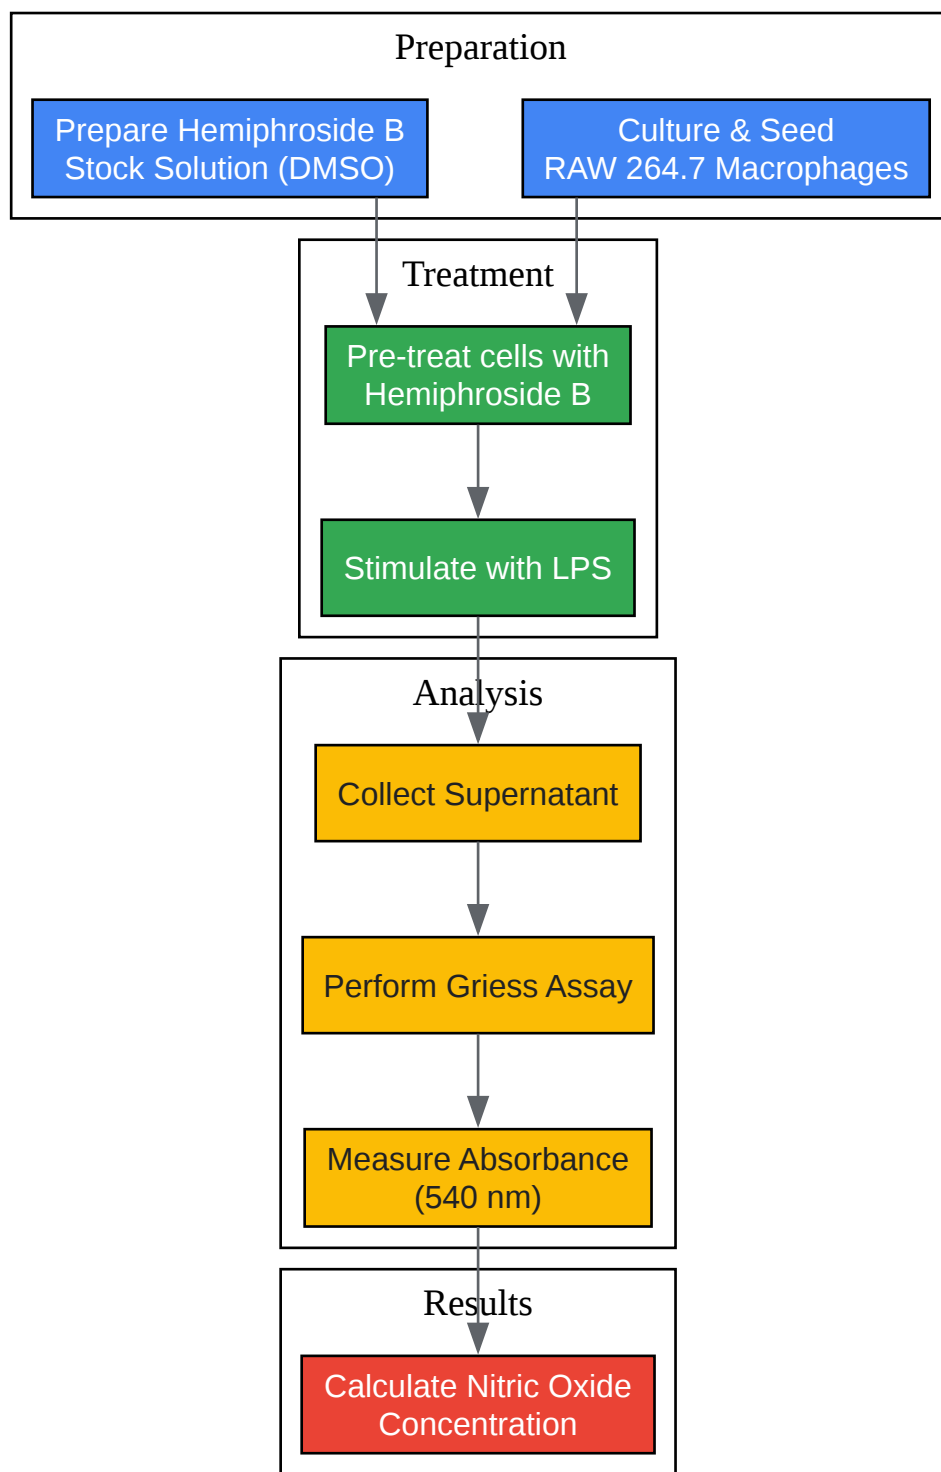 Preparation
Prepare Hemiphroside B
Stock Solution (DMSO)
Culture & Seed
RAW 264.7 Macrophages
Treatment
Pre-treat cells with
Hemiphroside B
Stimulate with LPS
Analysis
Collect Supernatant
Perform Griess Assay
Measure Absorbance
(540 nm)
Results
Calculate Nitric Oxide
Concentration